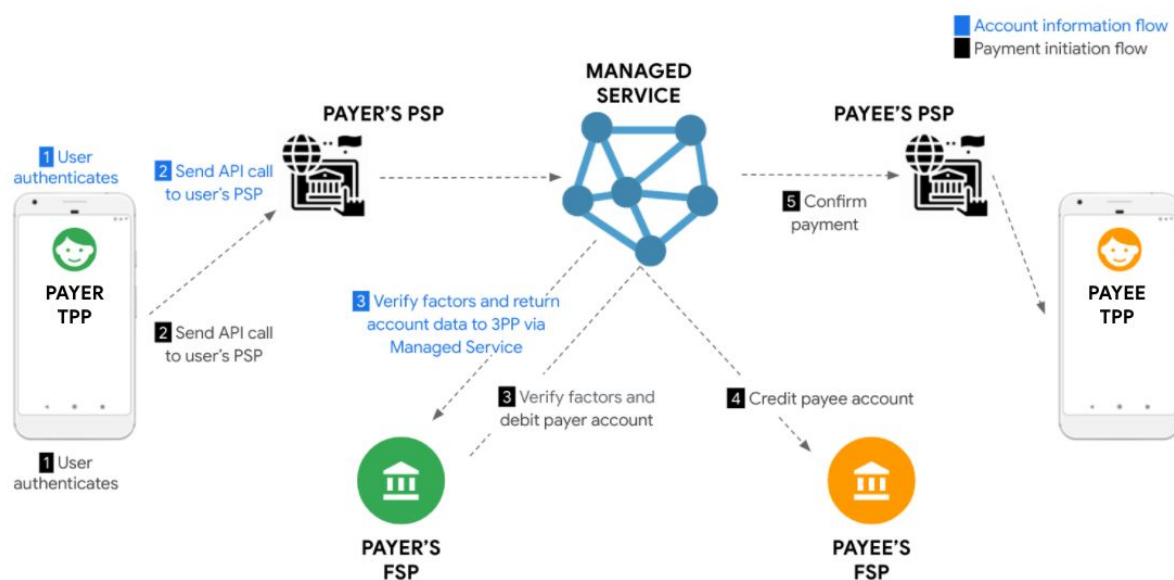 Account information flow
Payment initiation flow
MANAGED
SERVICE
PAYER'S PSP
PAYEE'S PSP
1 User
authenticates
2 Send API call
to user's PSP
5 Confirm
payment
PAYER
TPP
PAYEE
TPP
2 Send API call
to user's PSP
3 Verify factors and return
account data to 3PP via
Managed Service
3 Verify factors and
debit payer account
4 Credit payee account
1 User
authenticates
PAYER'S
FSP
PAYEE'S
FSP